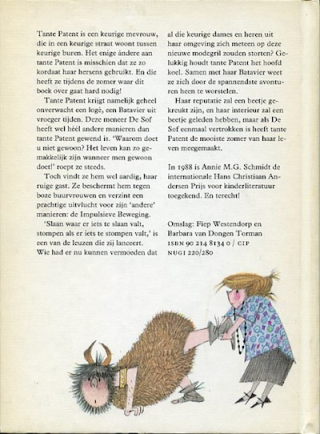 Tante Patent is een keurige mevrouw,
die in een keurige straat woont tussen
keurige buren. Het enige andere aan
tante Patent is misschien dat ze zo
kordaat haar hersens gebruikt. En die
heeft ze tijdens de zomer waar dit
boek over gaat hard nodig!
Tante Patent krijgt namelijk geheel
onverwacht een logé, een Batavier uit
vroeger tijden. Deze meneer De Sof
heeft wel héél andere manieren dan
tante Patent gewend is. 'Waarom doet
u niet gewoon? Het leven kan zo ge-
makkelijk zijn wanneer men gewoon
doet!' roept ze steeds.
Toch vindt ze hem wel aardig, haar
ruige gast. Ze beschermt hem tegen
boze buurvrouwen en verzint een
prachtige uitvlucht voor zijn 'andere'
manieren: de Impulsieve Beweging.
'Slaan waar er iets te slaan valt,
stompen als er iets te stompen valt,' is
een van de leuzen die zij lanceert.
Wie had er nu kunnen vermoeden dat
al die keurige dames en heren uit
haar omgeving zich meteen op deze
nieuwe modegril zouden storten? Ge-
lukkig houdt tante Patent het hoofd
koel. Samen met haar Batavier weet
ze zich door de spannendste avontu-
ren heen te worstelen.
Haar reputatie zal een beetje ge-
kreukt zijn, en haar interieur zal een
beetje geleden hebben, maar als De
Sof eenmaal vertrokken is heeft tante
Patent de mooiste zomer van haar le-
ven meegemaakt.
In 1988 is Annie M.G. Schmidt de
internationale Hans Christiaan An-
dersen Prijs voor kinderliteratuur
toegekend. En terecht!
Omslag: Fiep Westendorp en
Barbara van Dongen Torman
ISBN 90 214 8134 0 / CIP
NUGI 220/280